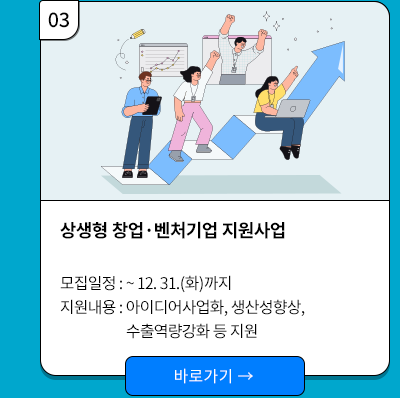 03
상생형 창업·벤처기업 지원사업
모집일정 : ~ 12. 31.(화)까지
지원내용 : 아이디어사업화, 생산성향상,
수출역량강화 등 지원
바로가기 →